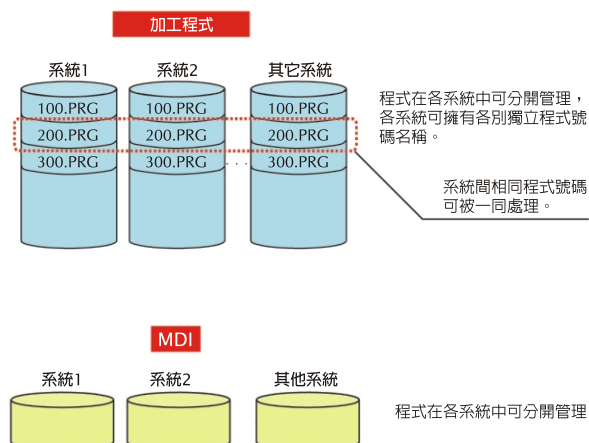 加工程式
系統1 系統2 其它系統
100.PRG 100.PRG 100.PRG
200.PRG 200.PRG 200.PRG
300.PRG 300.PRG ... 300.PRG
程式在各系統中可分開管理，
各系統可擁有各別獨立程式號
碼名稱。
系統間相同程式號碼
可被一同處理。
MDI
系統1 系統2 其他系統
程式在各系統中可分開管理